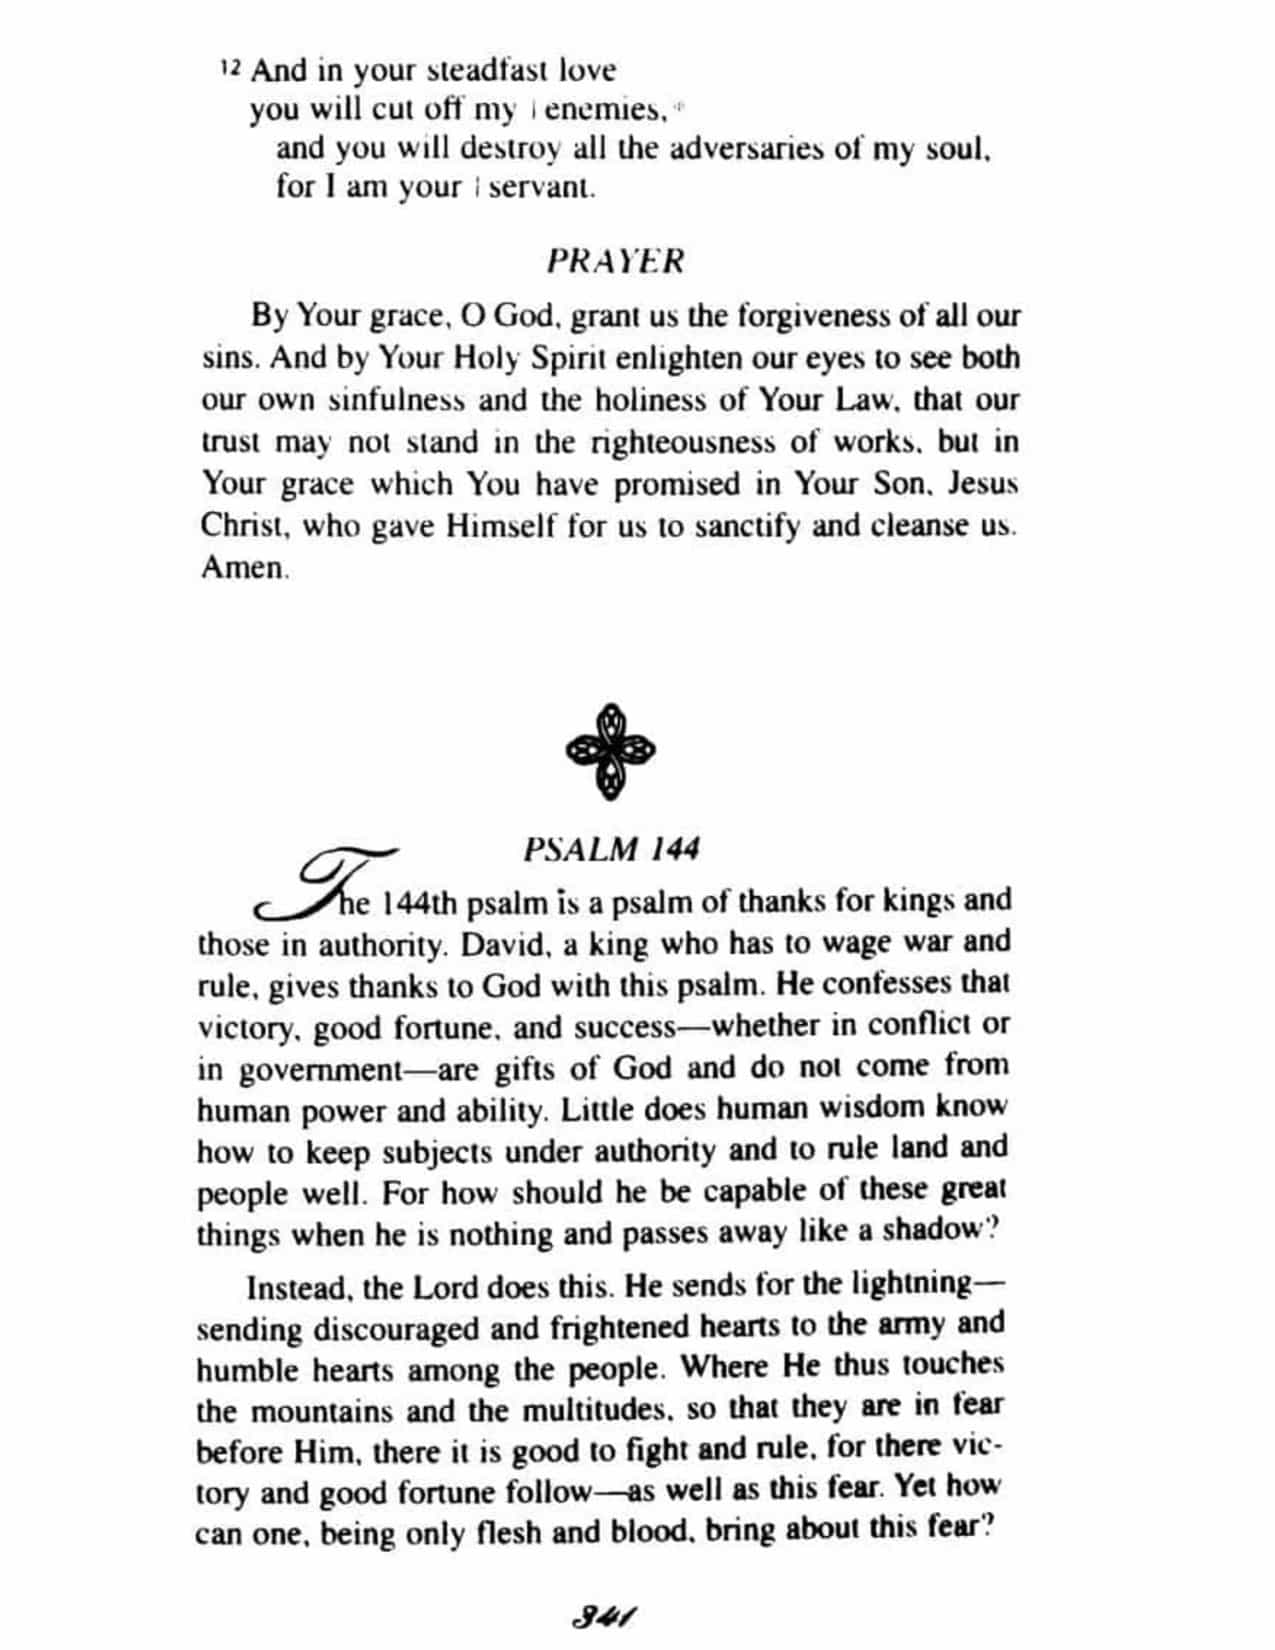 12 And in your steadfast love
you will cut off my | enemies, *
and you will destroy all the adversaries of my soul,
for I am your | servant.
PRAYER
By Your grace, O God, grant us the forgiveness of all our
sins. And by Your Holy Spirit enlighten our eyes to see both
our own sinfulness and the holiness of Your Law, that our
trust may not stand in the righteousness of works, but in
Your grace which You have promised in Your Son, Jesus
Christ, who gave Himself for us to sanctify and cleanse us.
Amen.
PSALM 144
The 144th psalm is a psalm of thanks for kings and
those in authority. David, a king who has to wage war and
rule, gives thanks to God with this psalm. He confesses that
victory, good fortune, and success—whether in conflict or
in government—are gifts of God and do not come from
human power and ability. Little does human wisdom know
how to keep subjects under authority and to rule land and
people well. For how should he be capable of these great
things when he is nothing and passes away like a shadow?
Instead, the Lord does this. He sends for the lightning—
sending discouraged and frightened hearts to the army and
humble hearts among the people. Where He thus touches
the mountains and the multitudes, so that they are in fear
before Him, there it is good to fight and rule, for there vic-
tory and good fortune follow—as well as this fear. Yet how
can one, being only flesh and blood, bring about this fear?
341